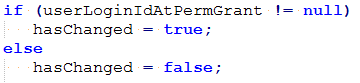 if (userLoginIdAtPermGrant != null)
hasChanged = true;
else
hasChanged = false;